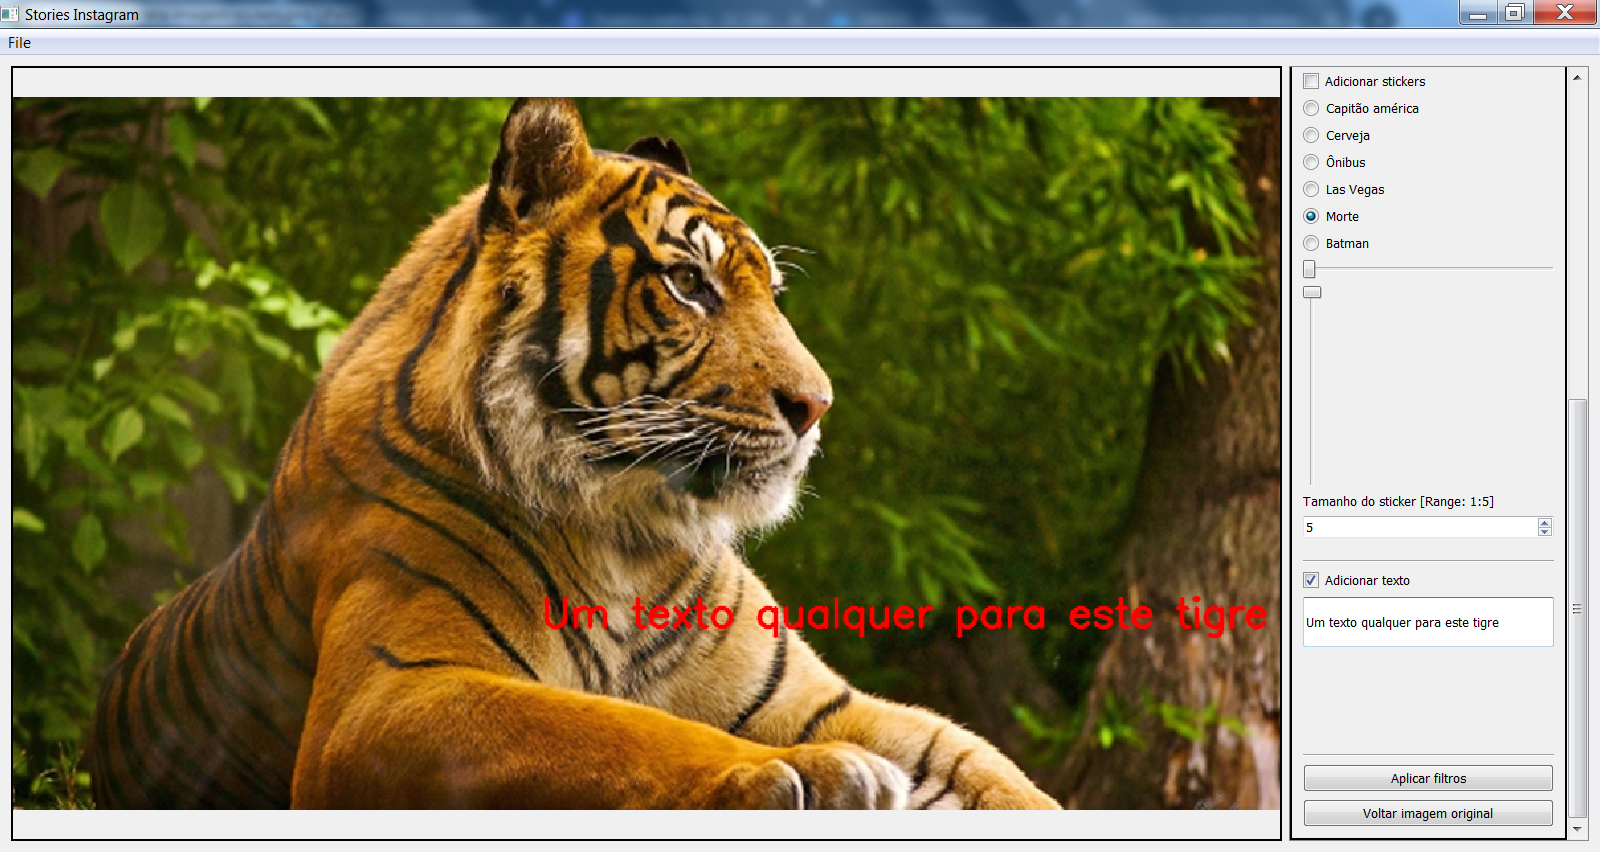 Stories Instagram
File
Adicionar stickers
Capitão américa
Cerveja
Ônibus
Las Vegas
Morte
Batman
Tamanho do sticker [Range: 1:5]
5
Adicionar texto
Um texto qualquer para este tigre
Um texto qualquer para este tigre
Aplicar filtros
Voltar imagem original